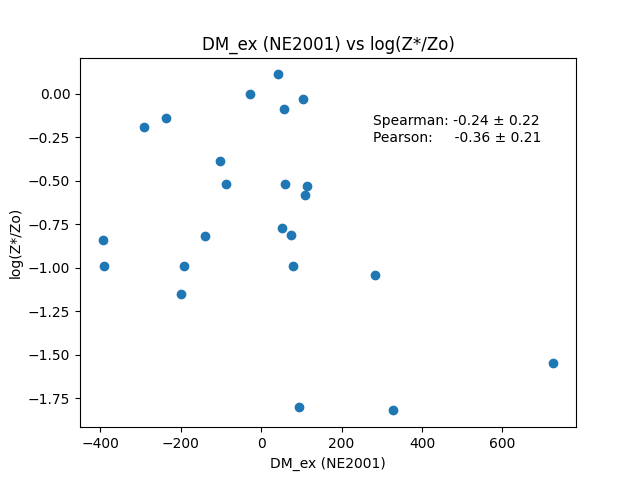 DM_ex (NE2001) vs log(Z*/Zo)
Spearman: -0.24 ± 0.22
Pearson: -0.36 ± 0.21
0.00
−0.25
−0.50
−0.75
−1.00
−1.25
−1.50
−1.75
log(Z*/Zo)
−400 −200 0 200 400 600
DM_ex (NE2001)